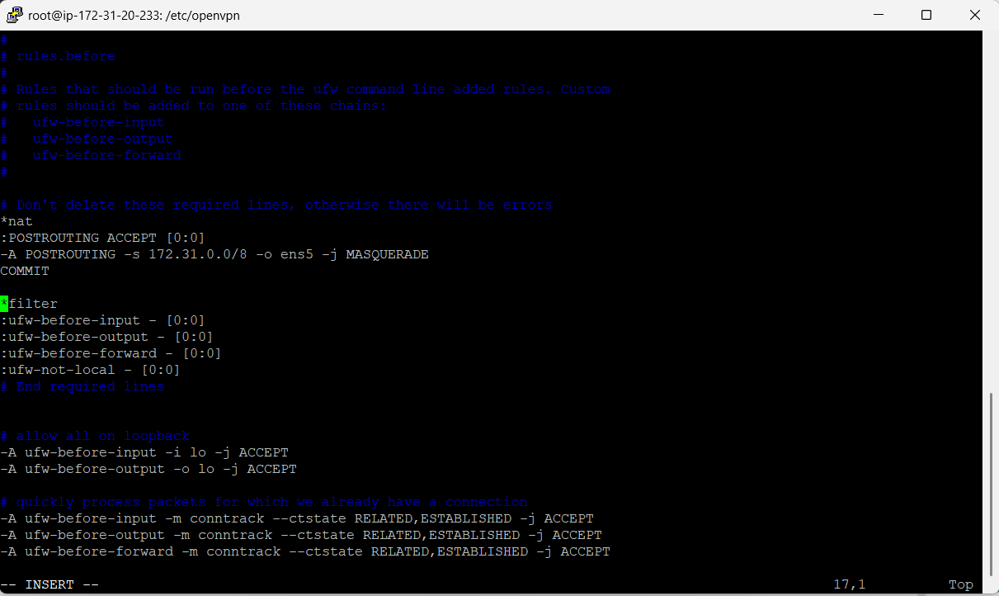 root@ip-172-31-20-233: /etc/openvpn
#
# rules.before
#
# Rules that should be run before the ufw command line added rules. Custom
# rules should be added to one of these chains:
#   ufw-before-input
#   ufw-before-output
#   ufw-before-forward
#
# Don't delete these required lines, otherwise there will be errors
*nat
:POSTROUTING ACCEPT [0:0]
-A POSTROUTING -s 172.31.0.0/8 -o ens5 -j MASQUERADE
COMMIT
*filter
:ufw-before-input - [0:0]
:ufw-before-output - [0:0]
:ufw-before-forward - [0:0]
:ufw-not-local - [0:0]
# End required lines
# allow all on loopback
-A ufw-before-input -i lo -j ACCEPT
-A ufw-before-output -o lo -j ACCEPT
# quickly process packets for which we already have a connection
-A ufw-before-input -m conntrack --ctstate RELATED,ESTABLISHED -j ACCEPT
-A ufw-before-output -m conntrack --ctstate RELATED,ESTABLISHED -j ACCEPT
-A ufw-before-forward -m conntrack --ctstate RELATED,ESTABLISHED -j ACCEPT
-- INSERT -- 17,1 Top